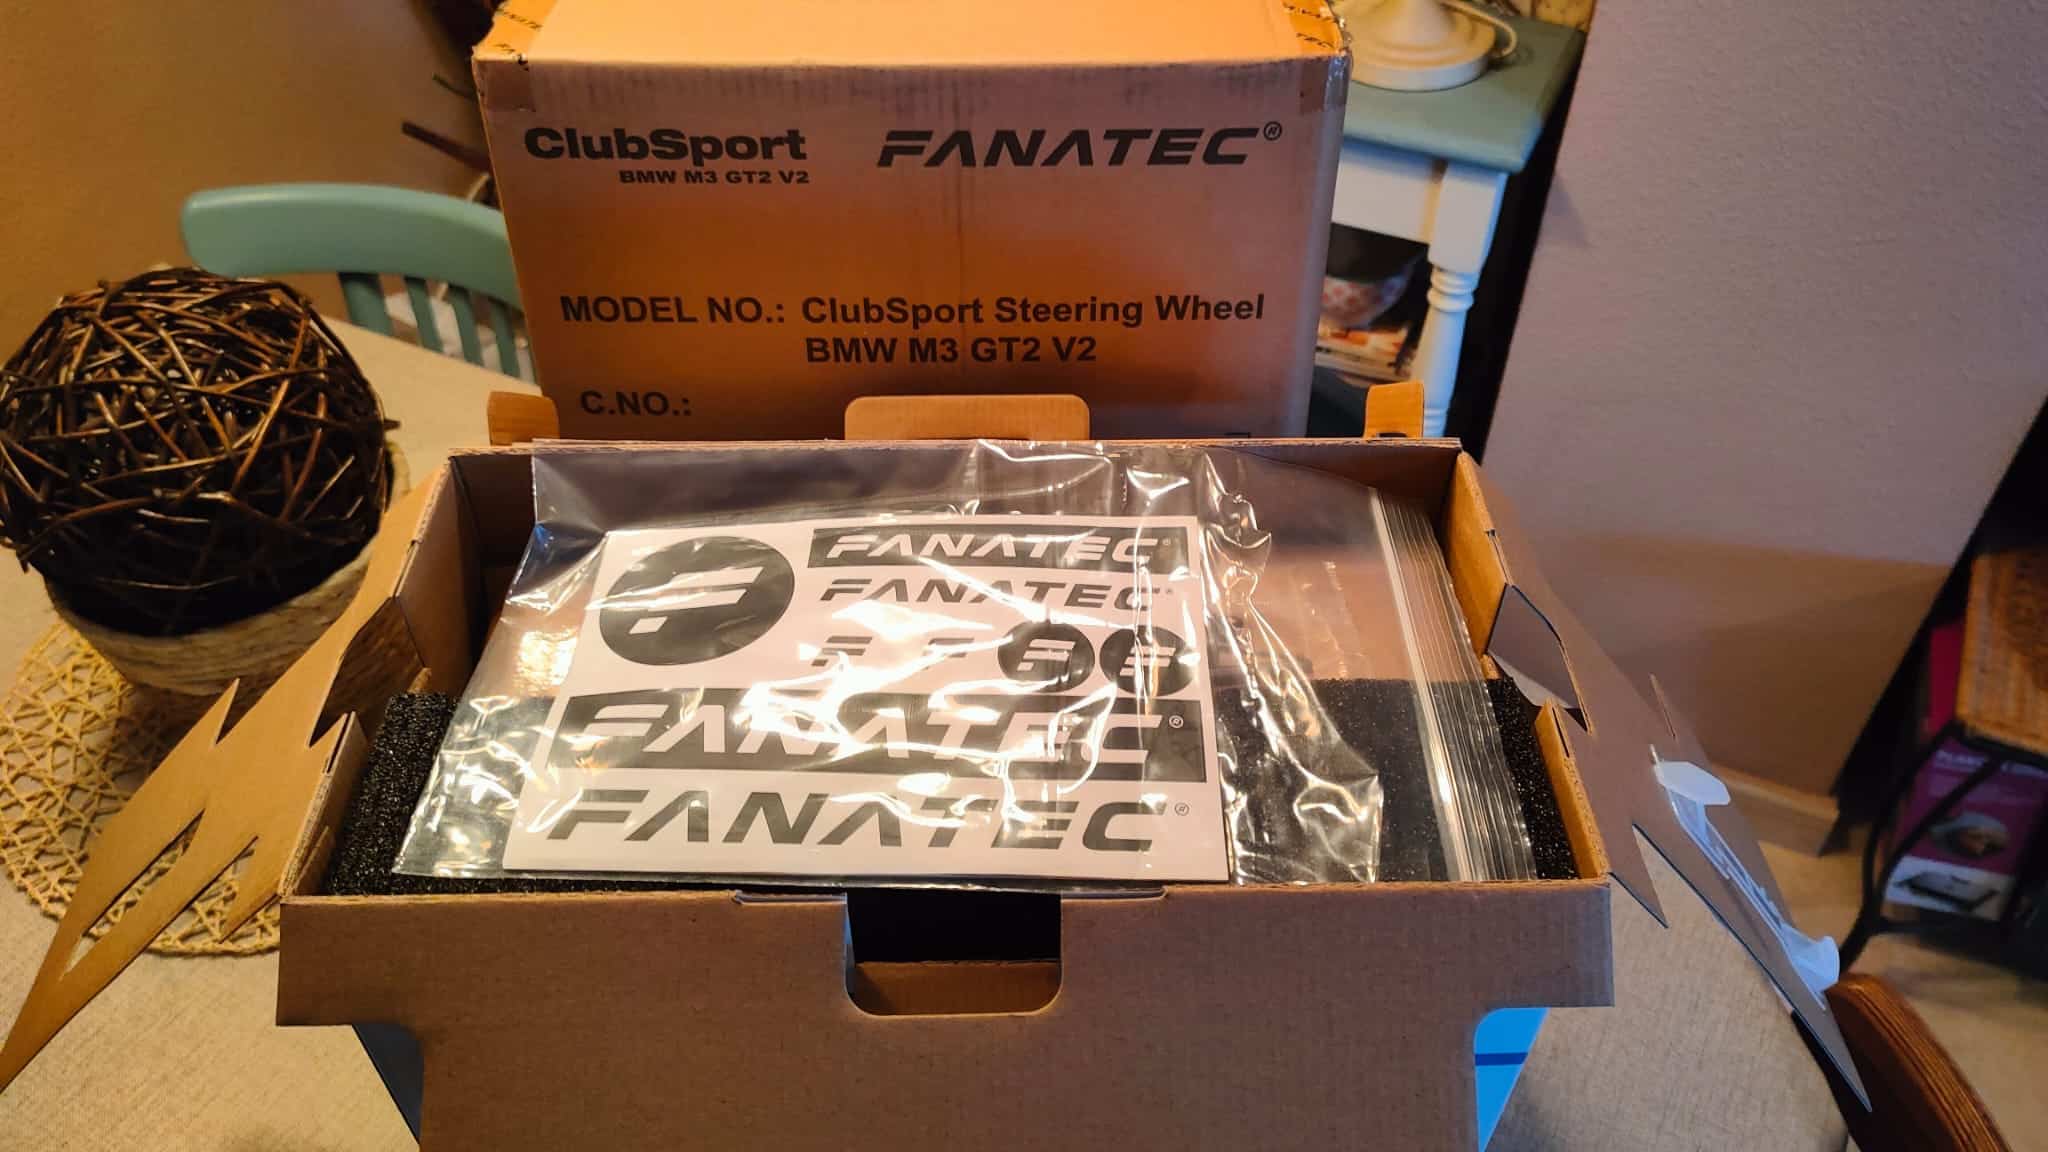 ClubSport
BMW M3 GT2 V2
FANATEC®
MODEL NO.: ClubSport Steering Wheel
BMW M3 GT2 V2
C.NO.:
FANATEC®
FANATEC®
FANATEC®
FANATEC®